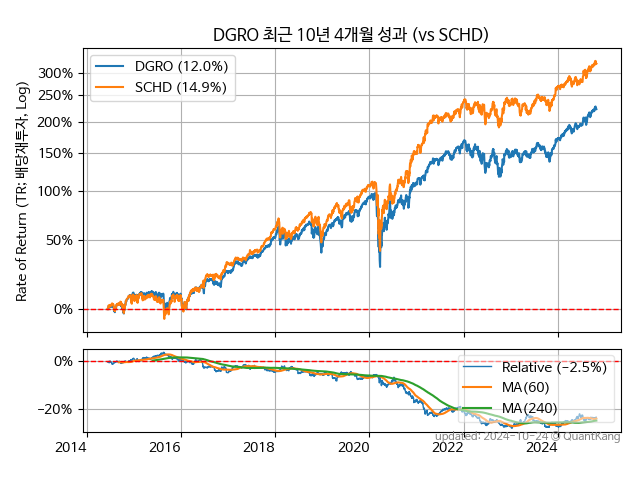 DGRO 최근 10년 4개월 성과 (vs SCHD)
DGRO (12.0%)
SCHD (14.9%)
300%
250%
200%
150%
100%
50%
0%
Rate of Return (TR: 배당재투자, Log)
0%
−20%
Relative (−2.5%)
MA(60)
MA(240)
updated: 2024-10-24 © QuantKang
2014 2016 2018 2020 2022 2024